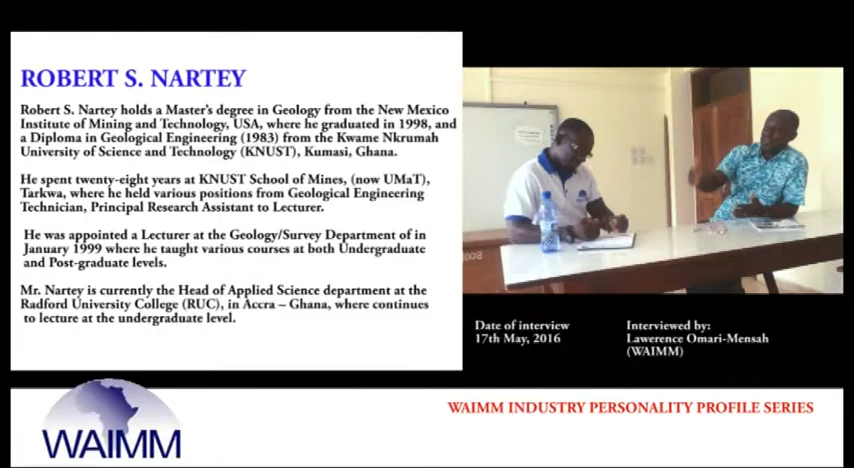 ROBERT S. NARTEY
Robert S. Nartey holds a Master's degree in Geology from the New Mexico
Institute of Mining and Technology, USA, where he graduated in 1998, and
a Diploma in Geological Engineering (1983) from the Kwame Nkrumah
University of Science and Technology (KNUST), Kumasi, Ghana.
He spent twenty-eight years at KNUST School of Mines, (now UMaT),
Tarkwa, where he held various positions from Geological Engineering
Technician, Principal Research Assistant to Lecturer.
He was appointed a Lecturer at the Geology/Survey Department of in
January 1999 where he taught various courses at both Undergraduate
and Post-graduate levels.
Mr. Nartey is currently the Head of Applied Science department at the
Radford University College (RUC), in Accra – Ghana, where continues
to lecture at the undergraduate level.
Date of interview
17th May, 2016
Interviewed by:
Lawerence Omari-Mensah
(WAIMM)
WAIMM INDUSTRY PERSONALITY PROFILE SERIES
WAIMM